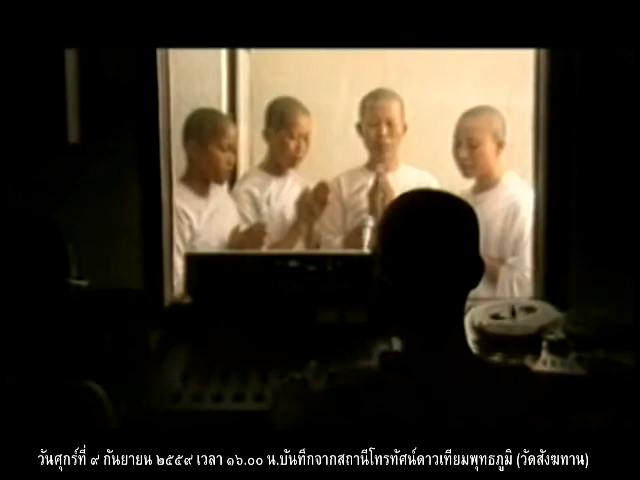 วันศุกร์ที่ ๙ กันยายน ๒๕๕๙ เวลา ๑๖.๐๐ น.บันทึกจากสถานีโทรทัศน์ดาวเทียมพุทธภูมิ (วัดสังฆทาน)